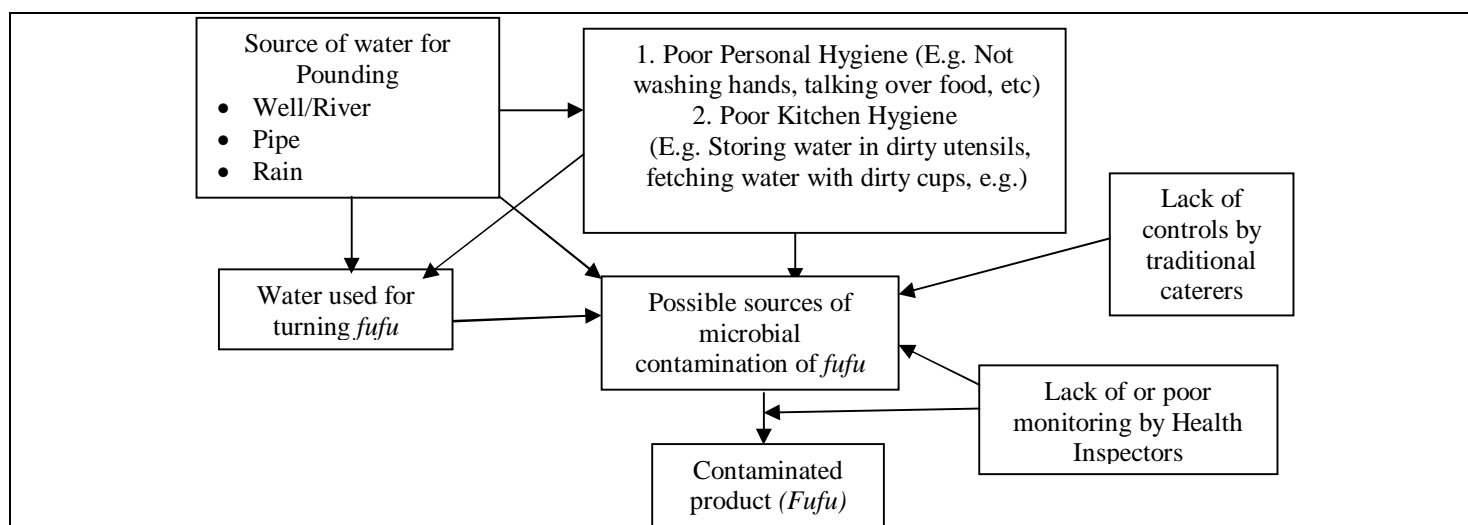 Source of water for
Pounding
• Well/River
• Pipe
• Rain
1. Poor Personal Hygiene (E.g. Not
washing hands, talking over food, etc)
2. Poor Kitchen Hygiene
(E.g. Storing water in dirty utensils,
fetching water with dirty cups, e.g.)
Lack of
controls by
traditional
caterers
Water used for
turning fufu
Possible sources of
microbial
contamination of fufu
Lack of or poor
monitoring by Health
Inspectors
Contaminated
product (Fufu)